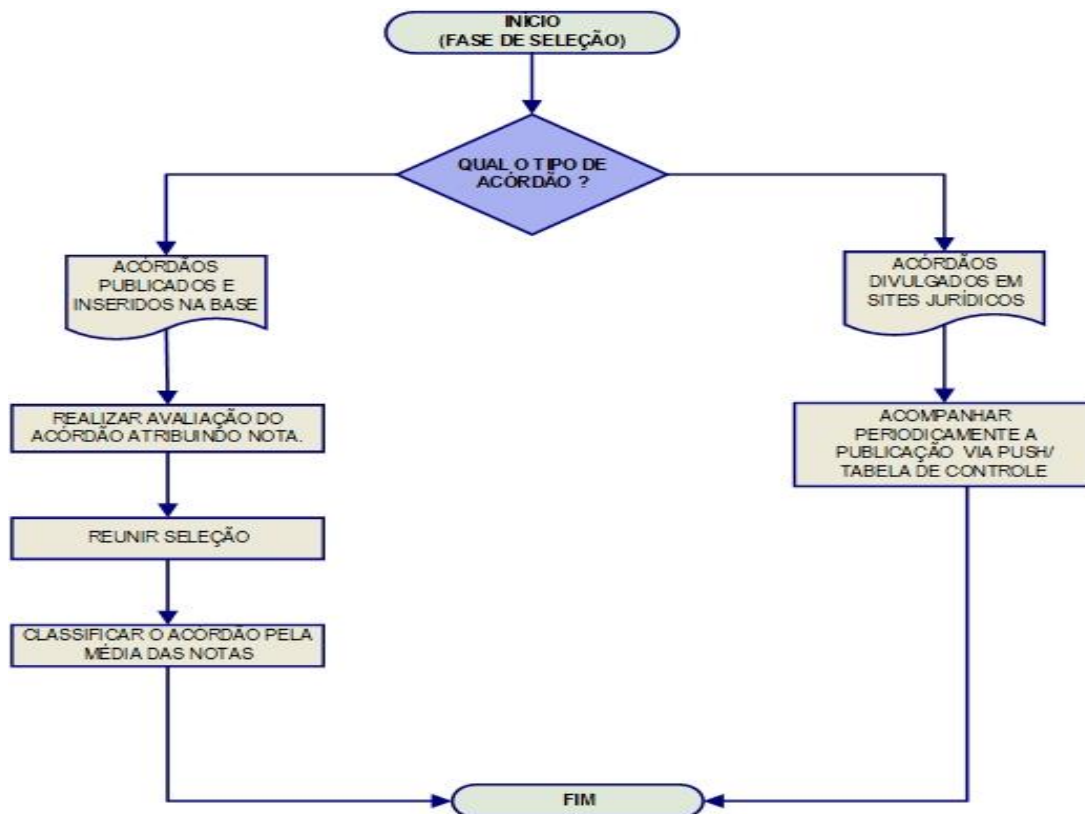 INÍCIO
(FASE DE SELEÇÃO)
QUAL O TIPO DE
ACÓRDÃO ?
ACÓRDÃOS
PUBLICADOS E
INSERIDOS NA BASE
ACÓRDÃOS
DIVULGADOS EM
SITES JURÍDICOS
REALIZAR AVALIAÇÃO DO
ACÓRDÃO ATRIBUINDO NOTA.
ACOMPANHAR
PERIODICAMENTE A
PUBLICAÇÃO VIA PUSH/
TABELA DE CONTROLE
REUNIR SELEÇÃO
CLASSIFICAR O ACÓRDÃO PELA
MÉDIA DAS NOTAS
FIM